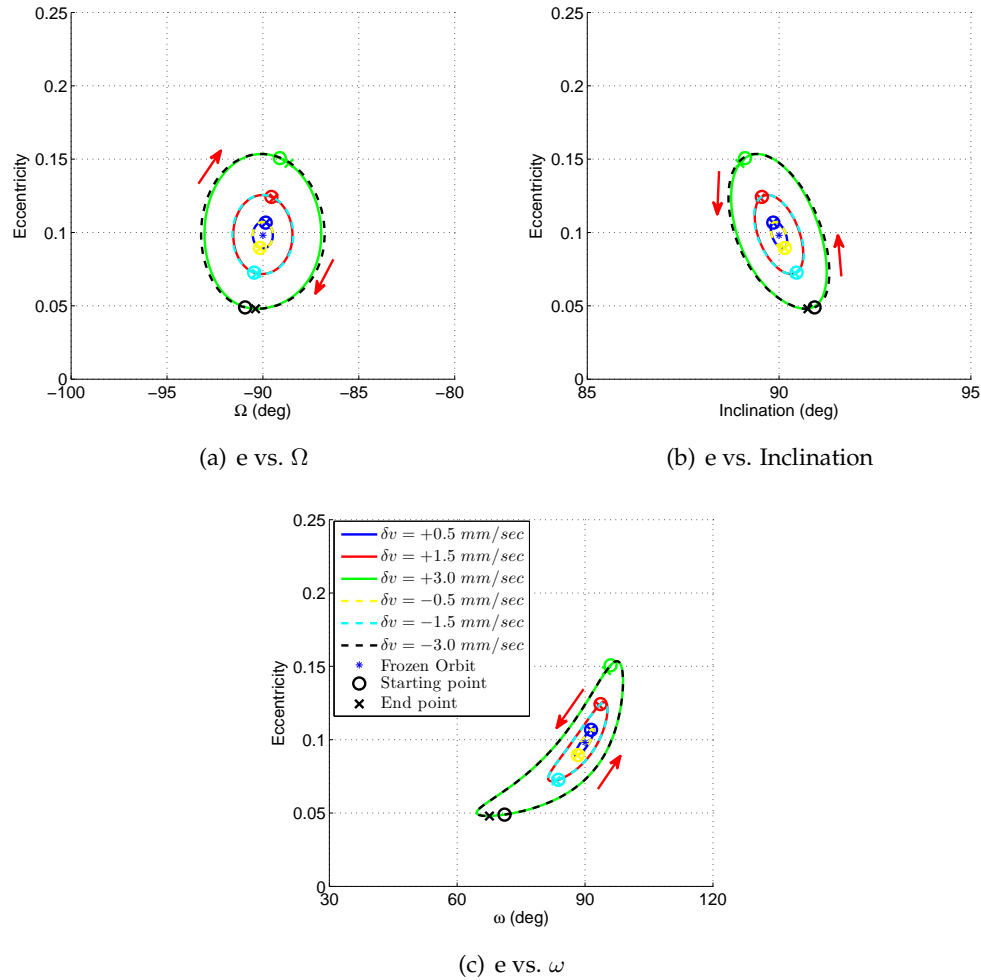 0.25
0.2
0.15
0.1
0.05
0
Eccentricity
−100
−95
−90
−85
−80
Ω (deg)
(a) e vs. Ω
0.25
0.2
0.15
0.1
0.05
0
Eccentricity
85
90
95
Inclination (deg)
(b) e vs. Inclination
0.25
0.2
0.15
0.1
0.05
0
Eccentricity
δv = +0.5 mm/sec
δv = +1.5 mm/sec
δv = +3.0 mm/sec
δv = −0.5 mm/sec
δv = −1.5 mm/sec
δv = −3.0 mm/sec
Frozen Orbit
Starting point
End point
30
60
90
120
ω (deg)
(c) e vs. ω